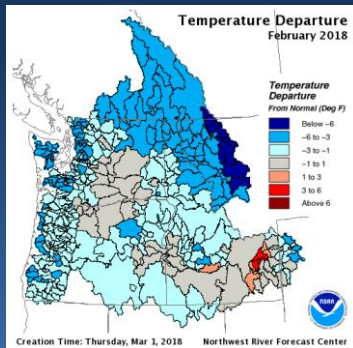 Temperature Departure
February 2018
Temperature
Departure
From Normal (Deg F)
Below -6
-6 to -3
-3 to -1
-1 to 1
1 to 3
3 to 6
Above 6
NOAA
Creation Time: Thursday, Mar 1, 2018 Northwest River Forecast Center